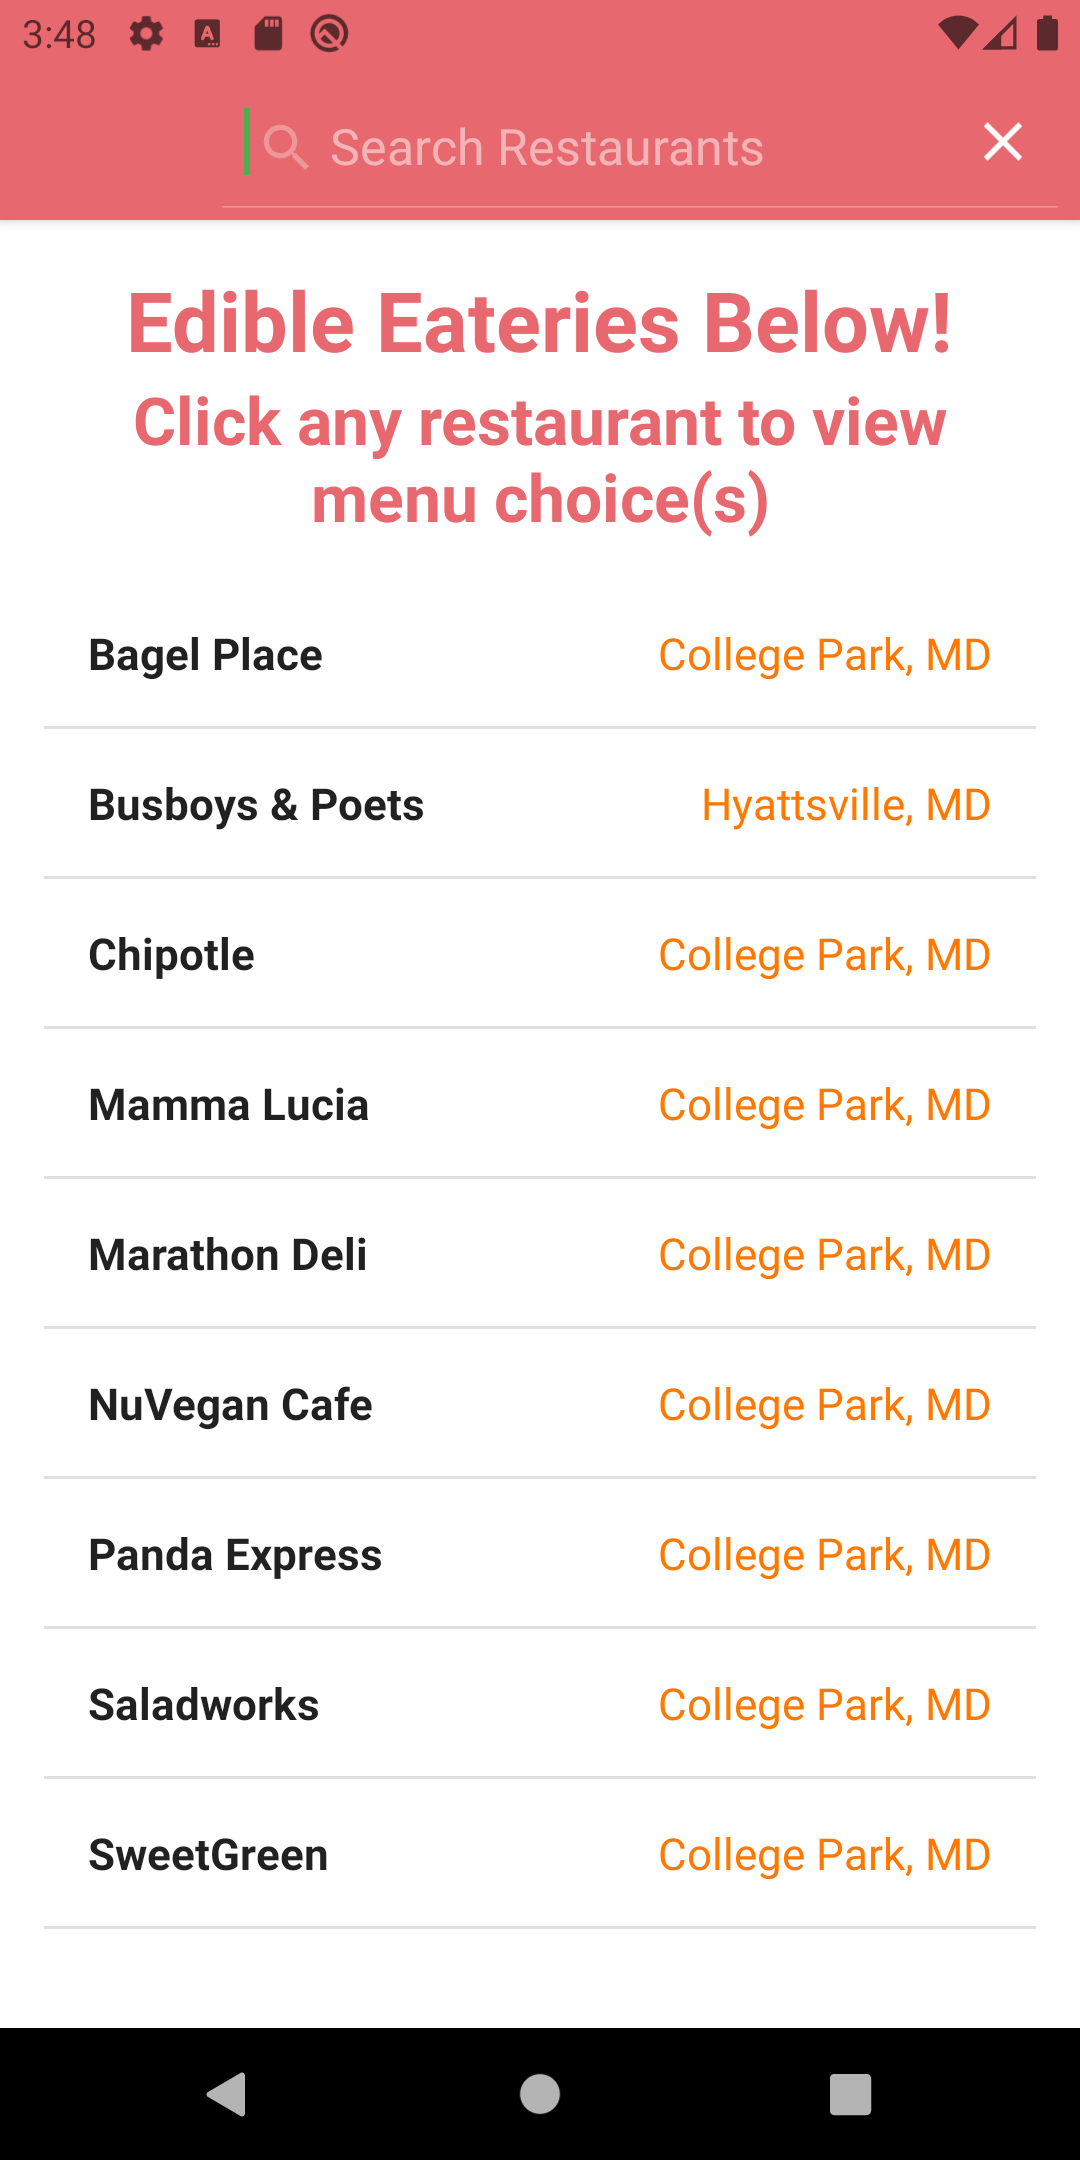 3:48
Search Restaurants
Edible Eateries Below!
Click any restaurant to view
menu choice(s)
Bagel Place College Park, MD
Busboys & Poets Hyattsville, MD
Chipotle College Park, MD
Mamma Lucia College Park, MD
Marathon Deli College Park, MD
NuVegan Cafe College Park, MD
Panda Express College Park, MD
Saladworks College Park, MD
SweetGreen College Park, MD